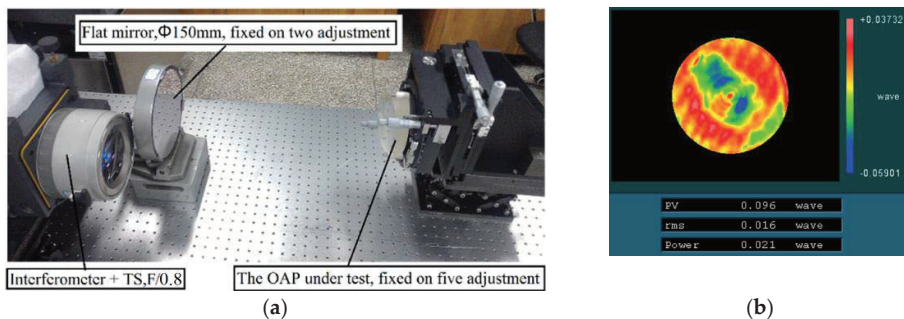 Flat mirror,Φ150mm, fixed on two adjustment
Interferometer + TS,F/0.8
The OAP under test, fixed on five adjustment
(a)
+0.03732
wave
-0.05901
PV 0.096 wave
rms 0.016 wave
Power 0.021 wave
(b)